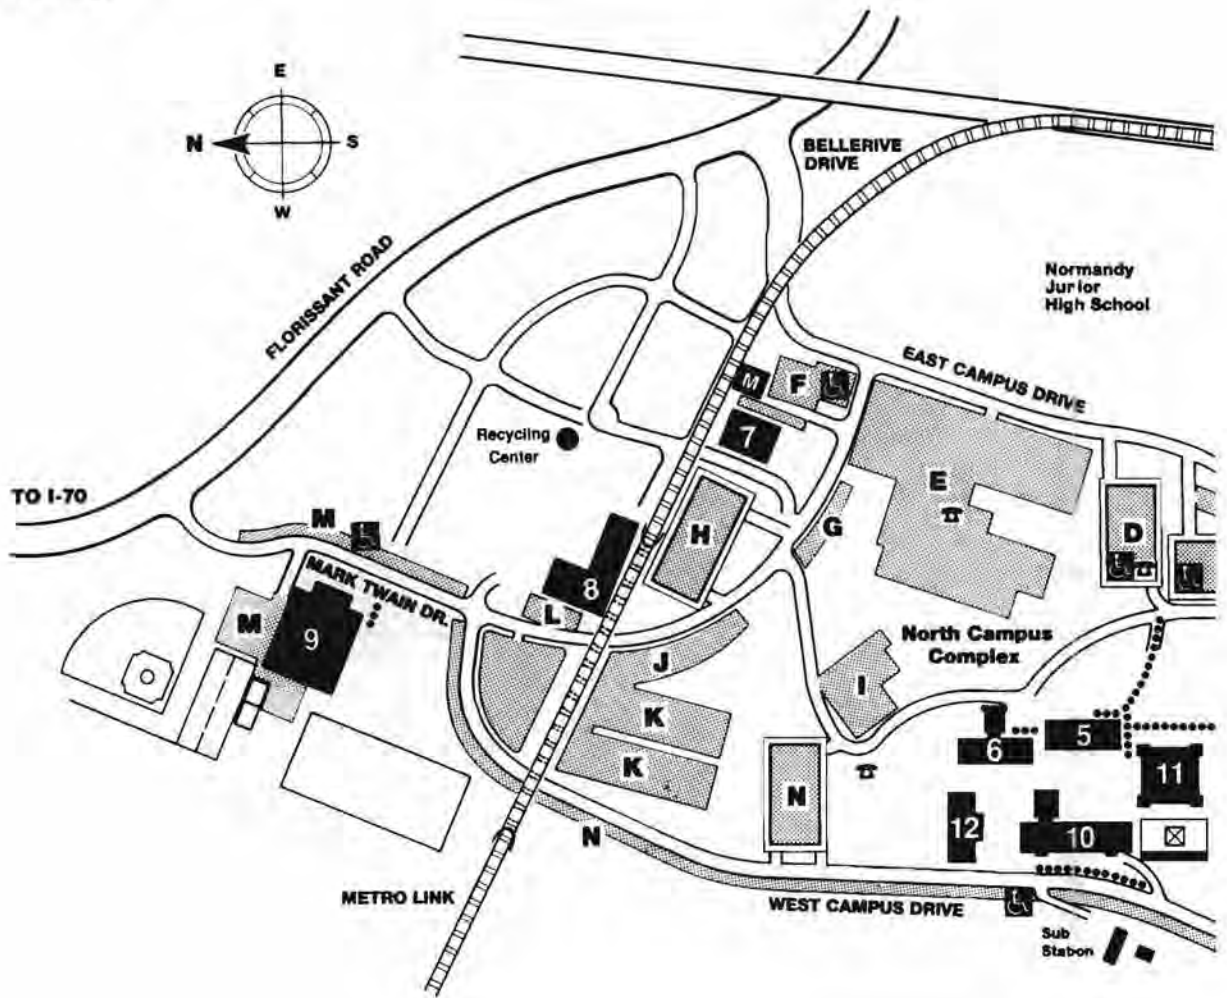 E
N
S
W
BELLERIVE
DRIVE
FLORISSANT ROAD
Normandy
Junior
High School
EAST CAMPUS DRIVE
M
F
7
Recycling
Center
E
TO I-70
M
H
G
D
MARK TWAIN DR.
8
L
M
9
North Campus
Complex
J
I
K
5
6
K
11
N
12
10
N
METRO LINK
WEST CAMPUS DRIVE
Sub
Station